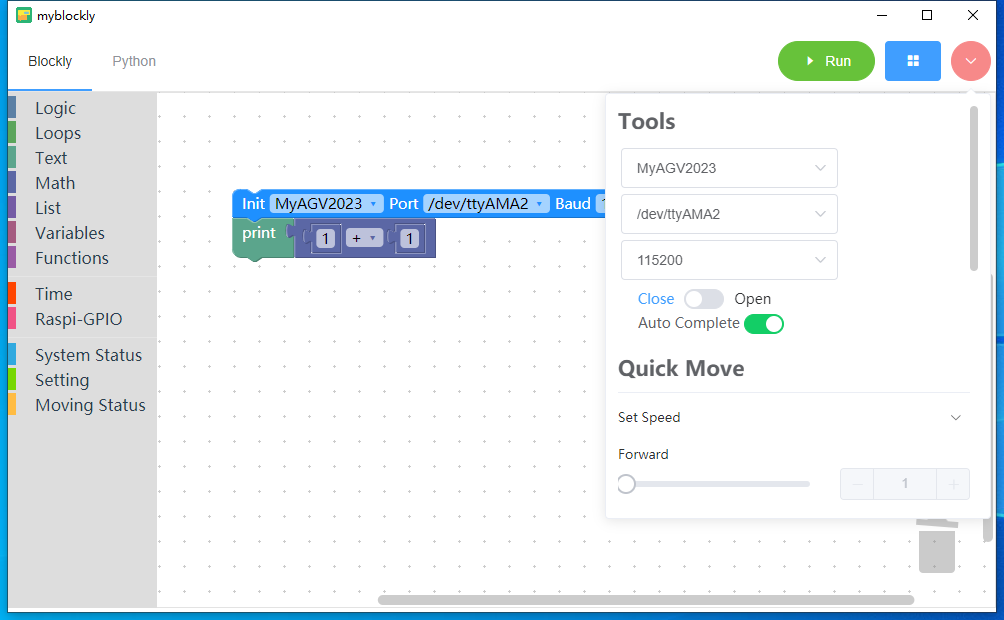 myblockly
Blockly Python Run
Logic
Loops
Text
Math
List
Variables
Functions
Time
Raspi-GPIO
System Status
Setting
Moving Status
Init MyAGV2023 Port /dev/ttyAMA2 Baud
print 1 + 1
Tools
MyAGV2023
/dev/ttyAMA2
115200
Close Open
Auto Complete
Quick Move
Set Speed
Forward
1